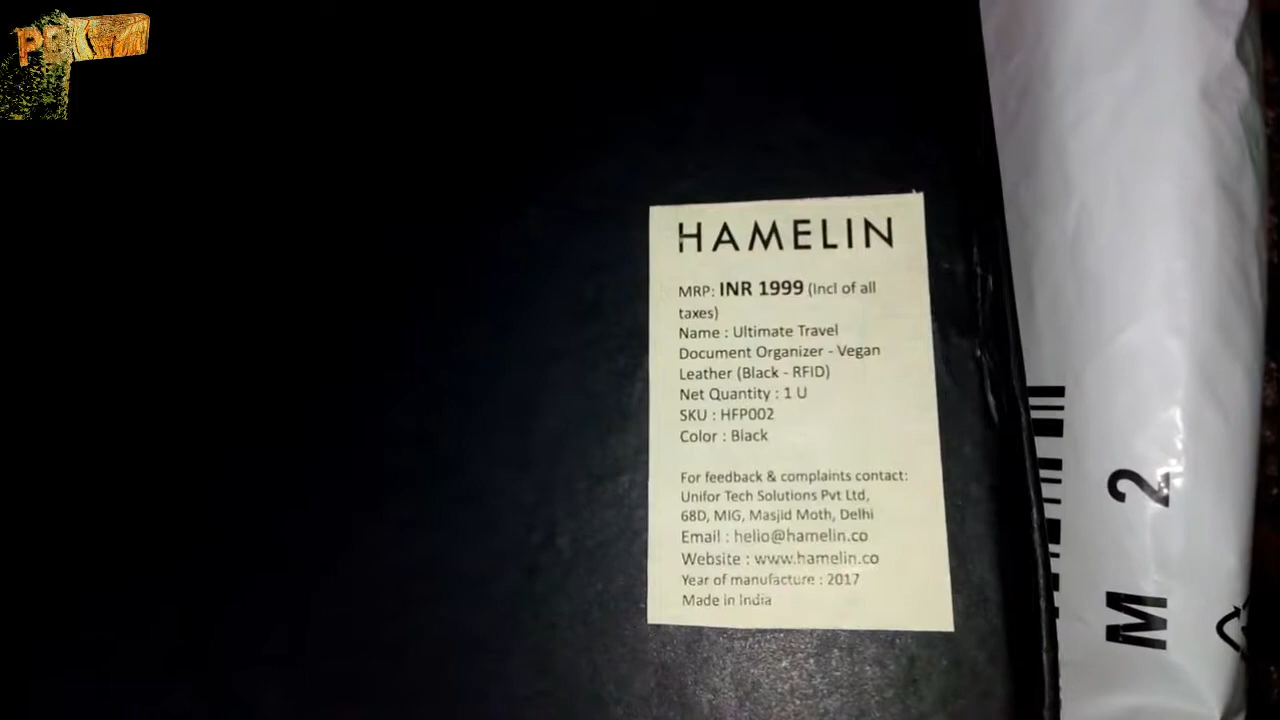 HAMELIN
MRP: INR 1999 (Incl of all
taxes)
Name : Ultimate Travel
Document Organizer - Vegan
Leather (Black - RFID)
Net Quantity : 1 U
SKU : HFP002
Color : Black
For feedback & complaints contact:
Unifor Tech Solutions Pvt Ltd,
68D, MIG, Masjid Moth, Delhi
Email : hello@hamelin.co
Website : www.hamelin.co
Year of manufacture : 2017
Made in India
M 2